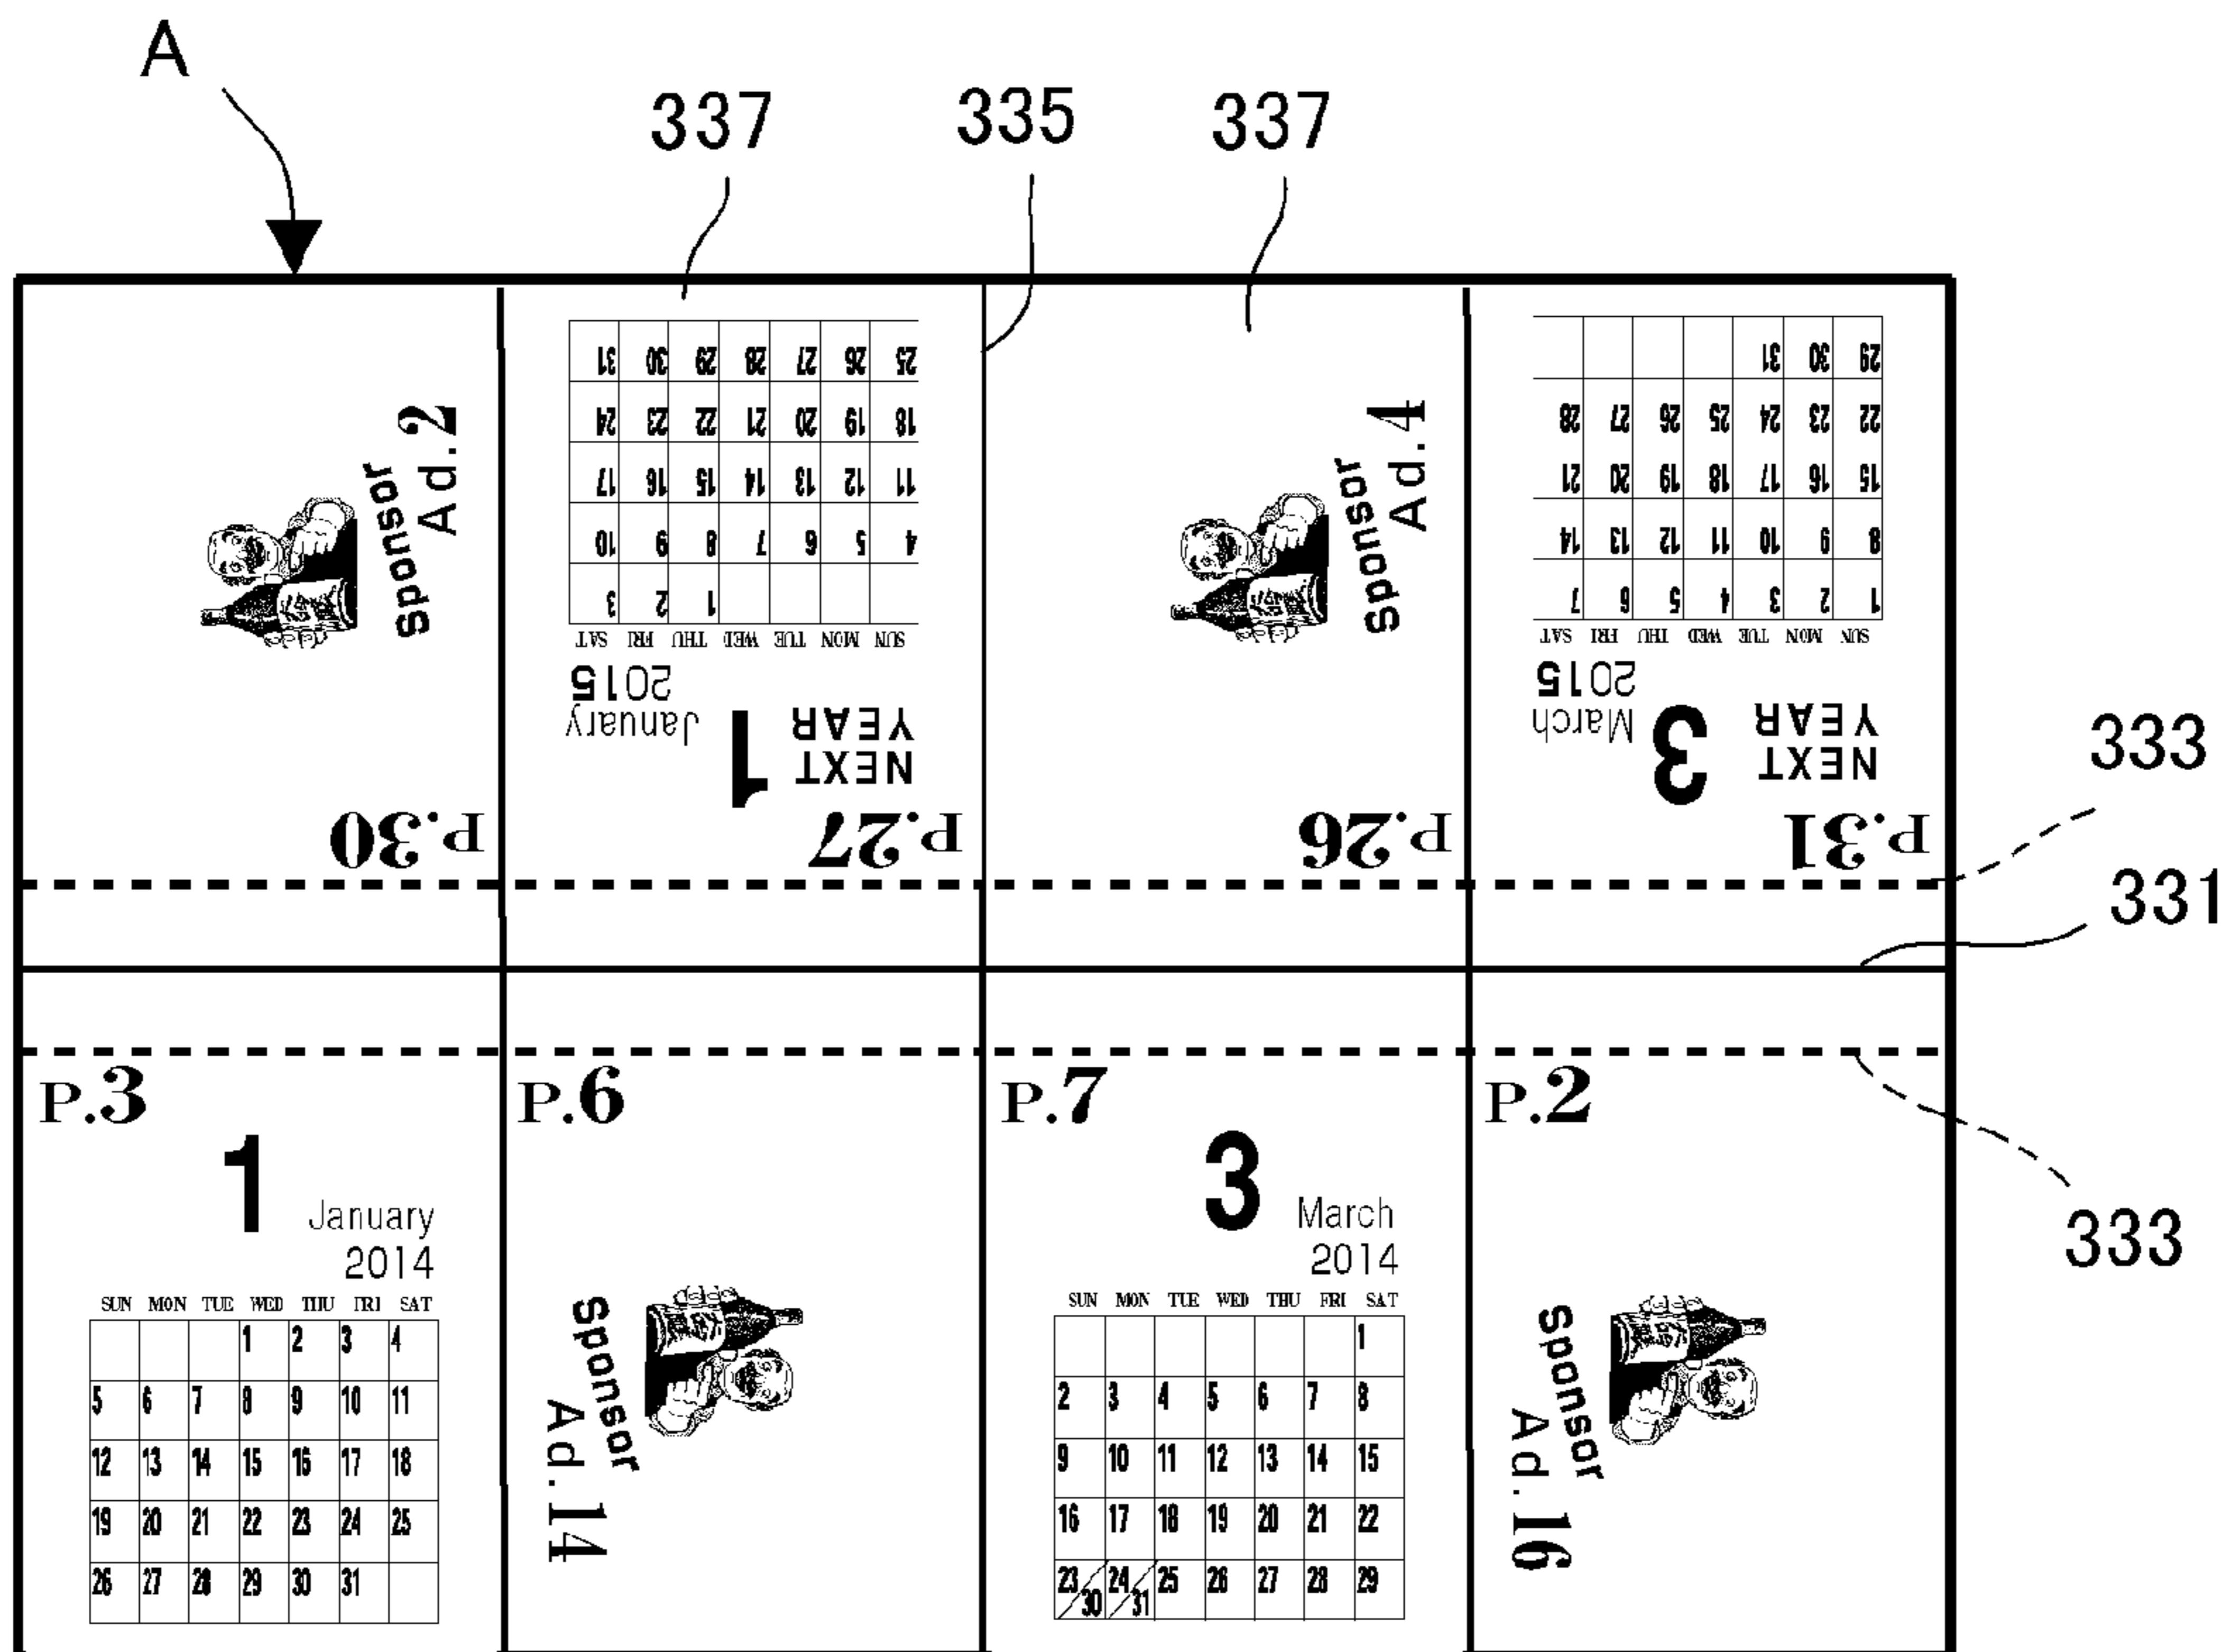 A
337
335
337
333
331
333
P.30
Sponsor
Ad.2
P.27
NEXT
YEAR
1
January
2015
SUN MON TUE WED THU FRI SAT
1 2 3
4 5 6 7 8 9 10
11 12 13 14 15 16 17
18 19 20 21 22 23 24
25 26 27 28 29 30 31
P.26
Sponsor
Ad.4
P.31
NEXT
YEAR
3
March
2015
SUN MON TUE WED THU FRI SAT
1 2 3 4 5 6 7
8 9 10 11 12 13 14
15 16 17 18 19 20 21
22 23 24 25 26 27 28
29 30 31
P.3
1
January
2014
SUN MON TUE WED THU FRI SAT
1 2 3 4
5 6 7 8 9 10 11
12 13 14 15 16 17 18
19 20 21 22 23 24 25
26 27 28 29 30 31
P.6
Sponsor
Ad.14
P.7
3
March
2014
SUN MON TUE WED THU FRI SAT
1
2 3 4 5 6 7 8
9 10 11 12 13 14 15
16 17 18 19 20 21 22
23/30 24/31 25 26 27 28 29
P.2
Sponsor
Ad.16